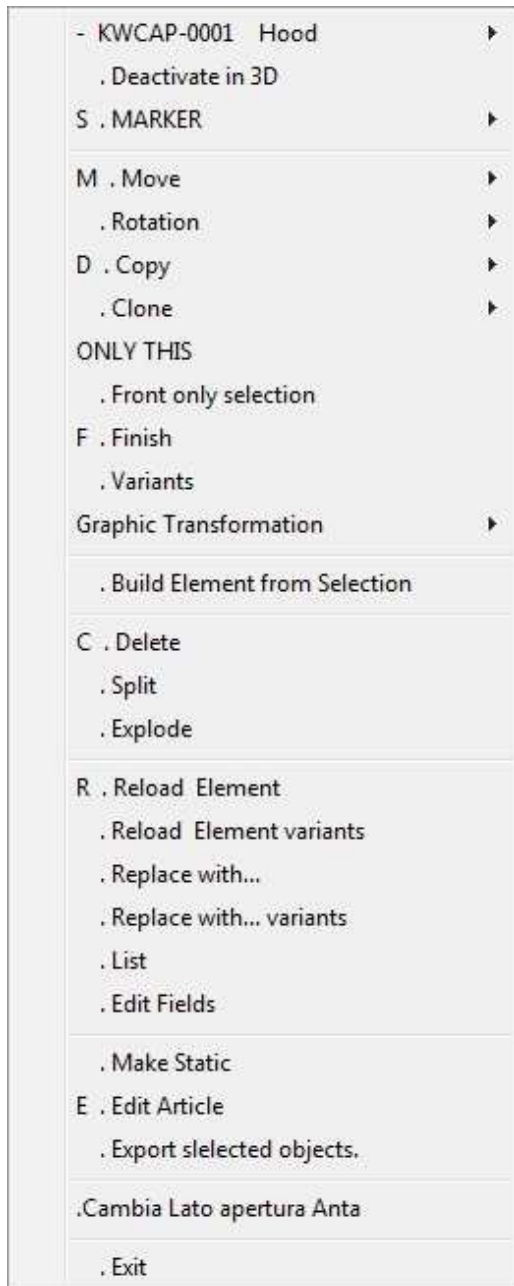 - KWCAP-0001 Hood
. Deactivate in 3D
S . MARKER
M . Move
. Rotation
D . Copy
. Clone
ONLY THIS
. Front only selection
F . Finish
. Variants
Graphic Transformation
. Build Element from Selection
C . Delete
. Split
. Explode
R . Reload Element
. Reload Element variants
. Replace with...
. Replace with... variants
. List
. Edit Fields
. Make Static
E . Edit Article
. Export slelected objects.
.Cambia Lato apertura Anta
. Exit